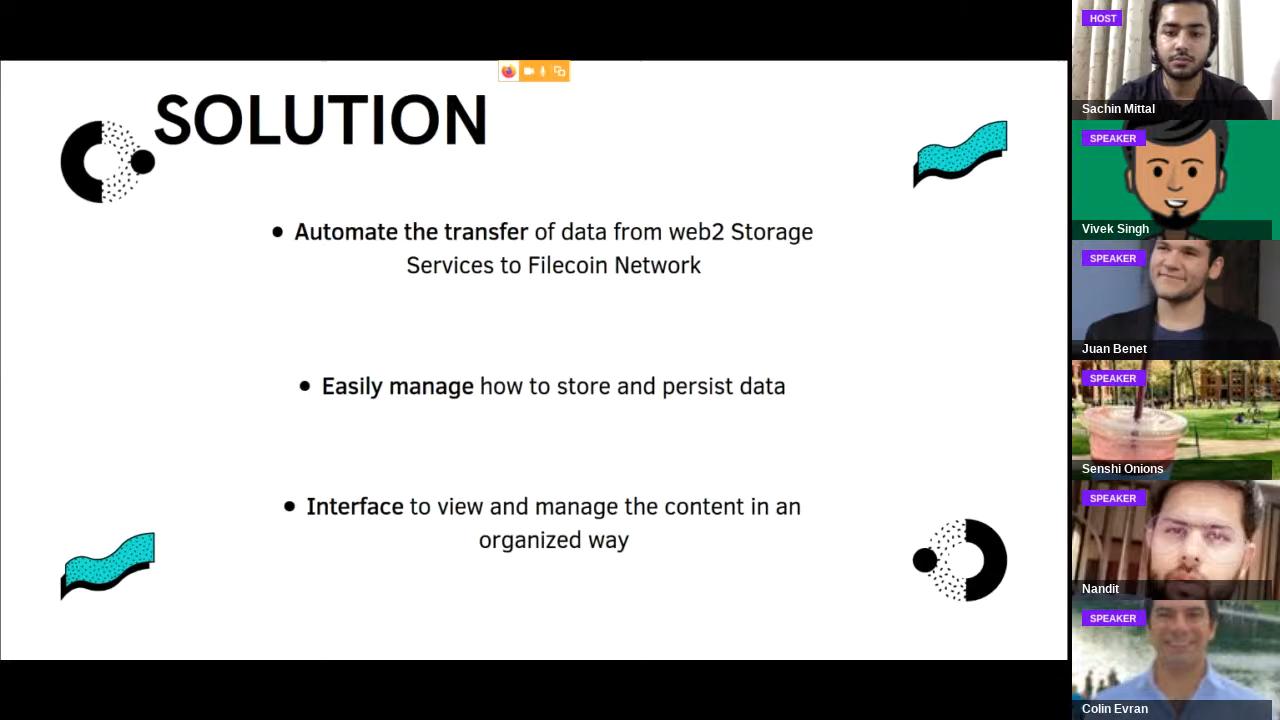 SOLUTION
• Automate the transfer of data from web2 Storage
Services to Filecoin Network
• Easily manage how to store and persist data
• Interface to view and manage the content in an
organized way
HOST
Sachin Mittal
SPEAKER
Vivek Singh
SPEAKER
Juan Benet
SPEAKER
Senshi Onions
SPEAKER
Nandit
SPEAKER
Colin Evran